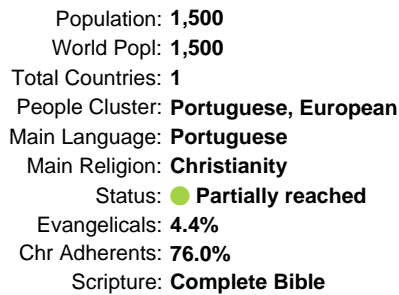 Population: 1,500
World Popl: 1,500
Total Countries: 1
People Cluster: Portuguese, European
Main Language: Portuguese
Main Religion: Christianity
Status: Partially reached
Evangelicals: 4.4%
Chr Adherents: 76.0%
Scripture: Complete Bible